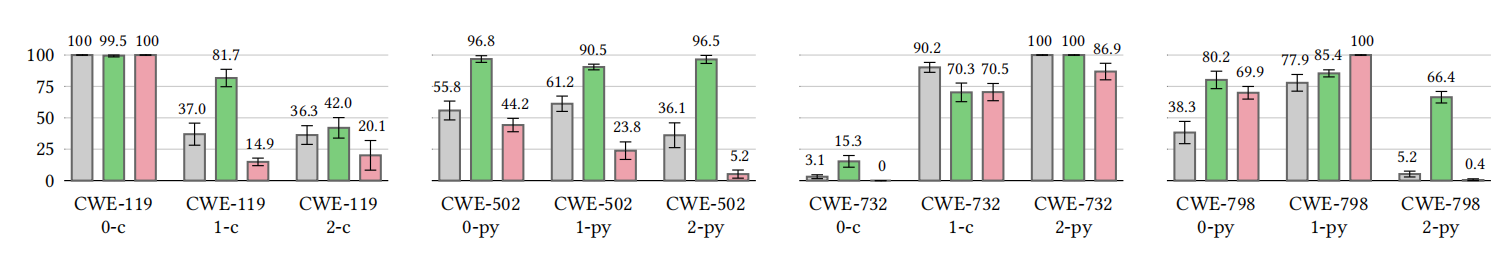 100 99.5 100
37.0 81.7 14.9
36.3 42.0 20.1
100
75
50
25
0
CWE-119 CWE-119 CWE-119
0-c 1-c 2-c
55.8 96.8 44.2
61.2 90.5 23.8
36.1 96.5 5.2
CWE-502 CWE-502 CWE-502
0-py 1-py 2-py
3.1 15.3 0
90.2 70.3 70.5
100 100 86.9
CWE-732 CWE-732 CWE-732
0-c 1-c 2-py
38.3 80.2 69.9
77.9 85.4 100
5.2 66.4 0.4
CWE-798 CWE-798 CWE-798
0-py 1-py 2-py